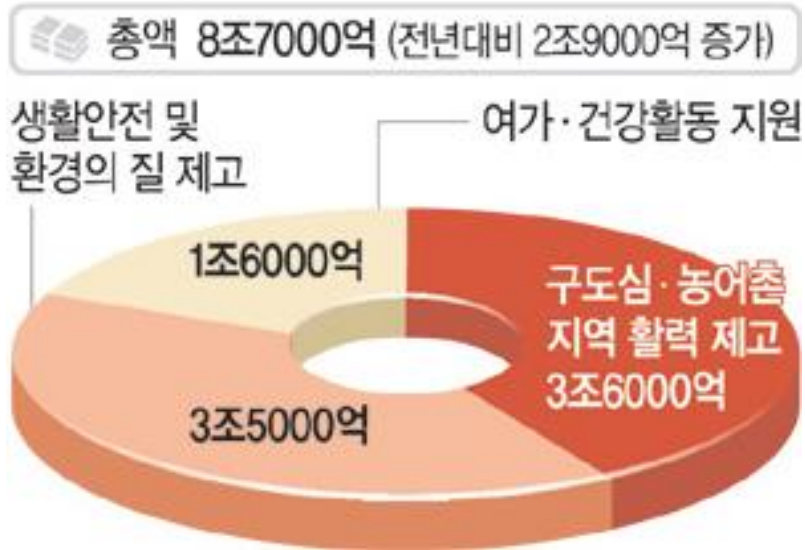 총액 8조7000억 (전년대비 2조9000억 증가)
생활안전 및
환경의 질 제고
여가·건강활동 지원
1조6000억
구도심·농어촌
지역 활력 제고
3조6000억
3조5000억